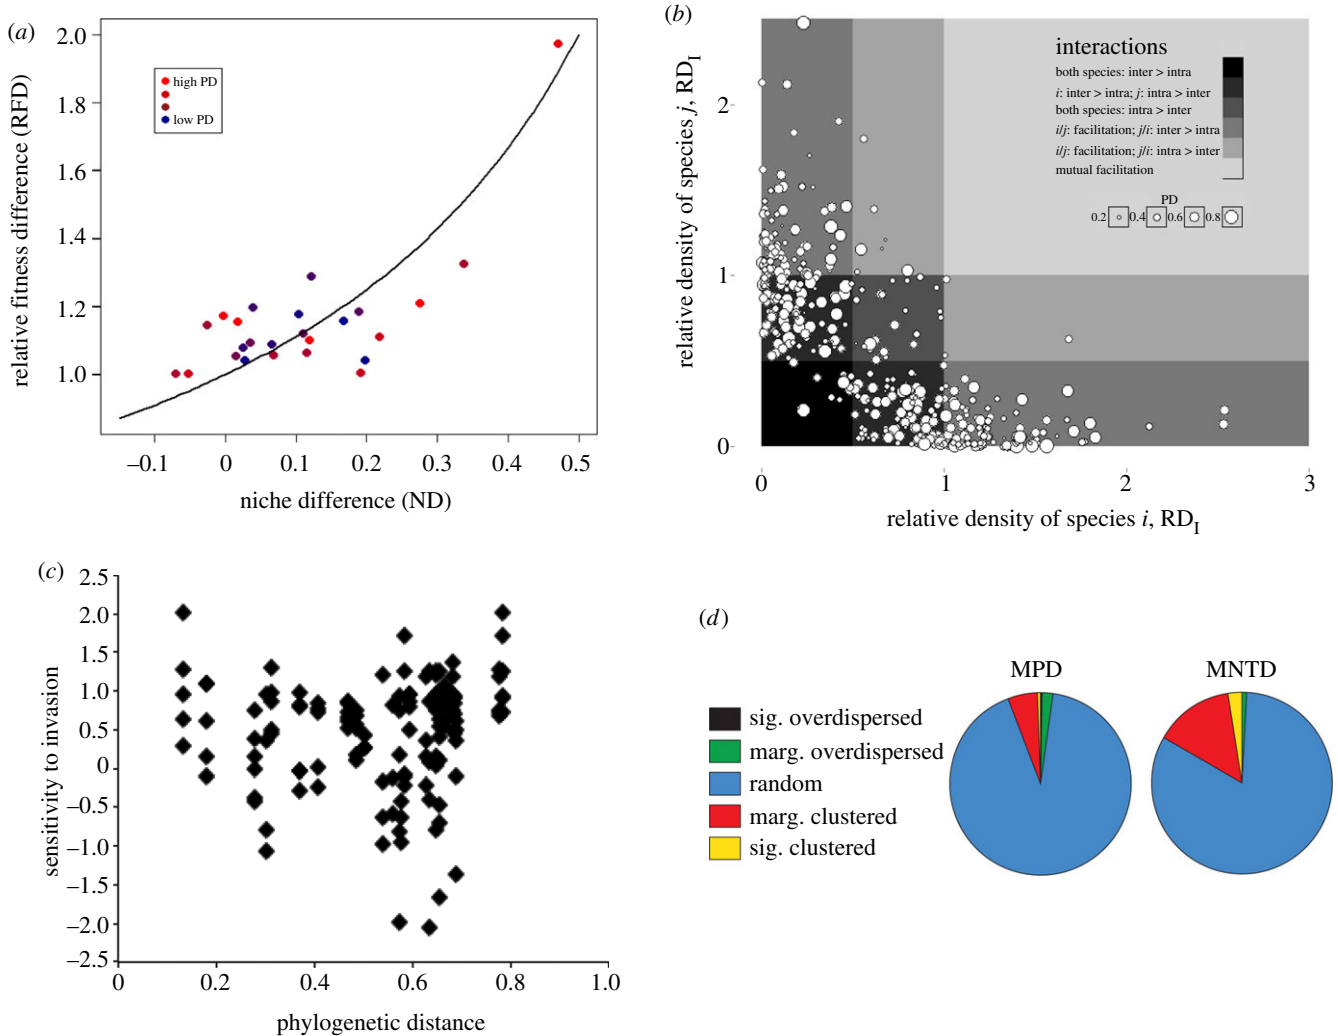 (a)
relative fitness difference (RFD)
2.0
1.8
1.6
1.4
1.2
1.0
high PD
low PD
–0.1 0 0.1 0.2 0.3 0.4 0.5
niche difference (ND)
(b)
relative density of species j, RDI
2
1
0
interactions
both species: inter > intra
i: inter > intra; j: intra > inter
both species: intra > inter
i/j: facilitation; j/i: inter > intra
i/j: facilitation; j/i: intra > inter
mutual facilitation
PD
0.2 0.4 0.6 0.8
0 1 2 3
relative density of species i, RDI
(c)
sensitivity to invasion
2.5
2.0
1.5
1.0
0.5
0
–0.5
–1.0
–1.5
–2.0
–2.5
0 0.2 0.4 0.6 0.8 1.0
phylogenetic distance
(d)
sig. overdispersed
marg. overdispersed
random
marg. clustered
sig. clustered
MPD MNTD